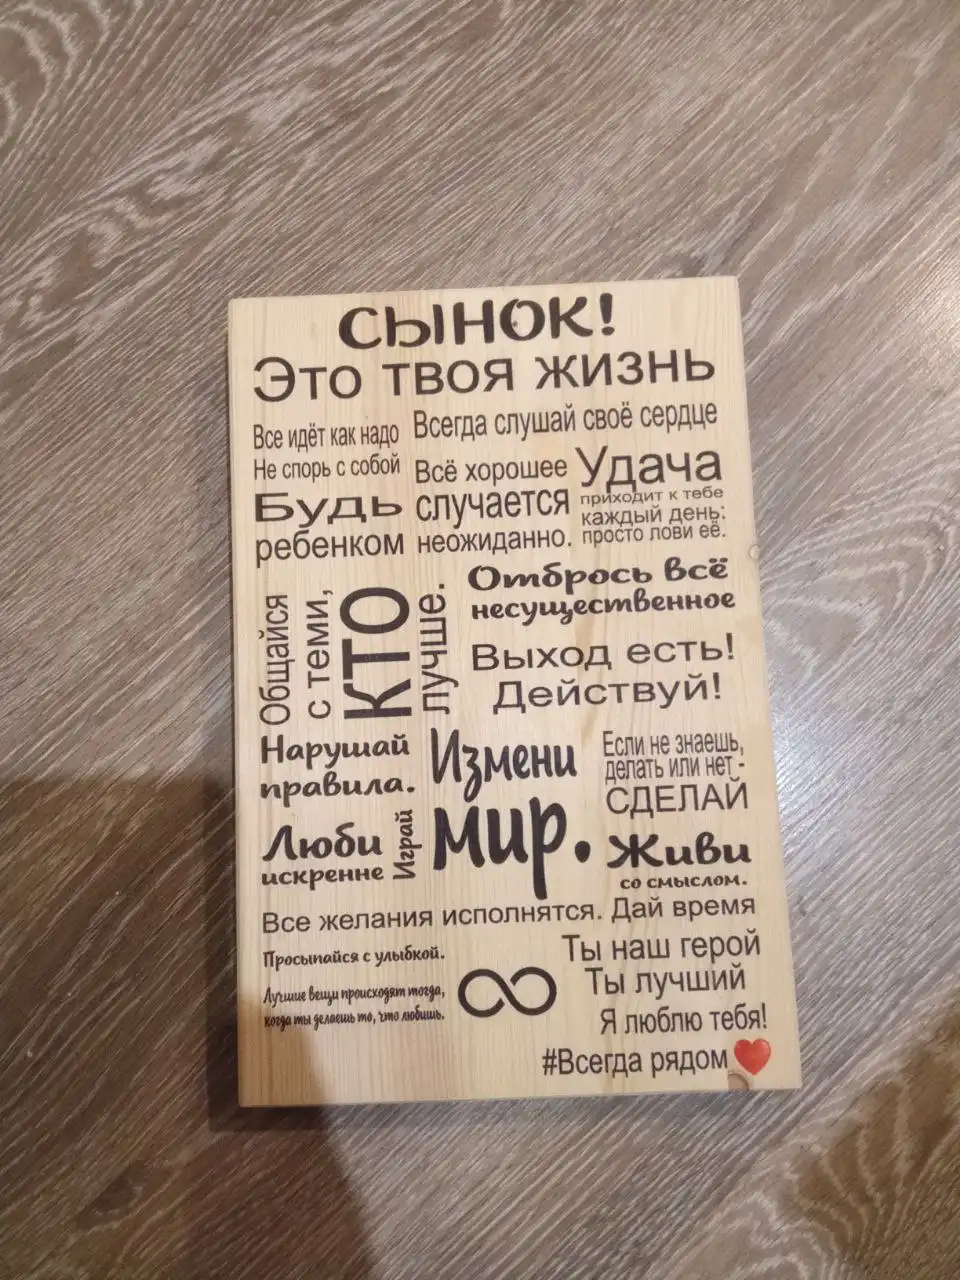 СЫНОК!
Это твоя жизнь
Все идёт как надо
Не спорь с собой
Будь
ребенком
Всегда слушай своё сердце
Всё хорошее
случается
неожиданно.
Удача
приходит к тебе
каждый день:
просто лови её.
Общайся
с теми,
КТО
лучше.
Отбрось всё
несущественное
Выход есть!
Действуй!
Нарушай
правила.
Измени
мир.
Если не знаешь,
делать или нет -
СДЕЛАЙ
Люби
искренне
Играй
Живи
со смыслом.
Все желания исполнятся. Дай время
Просыпайся с улыбкой.
Лучшие вещи происходят тогда,
когда ты делаешь то, что любишь.
Ты наш герой
Ты лучший
Я люблю тебя!
#Всегда рядом